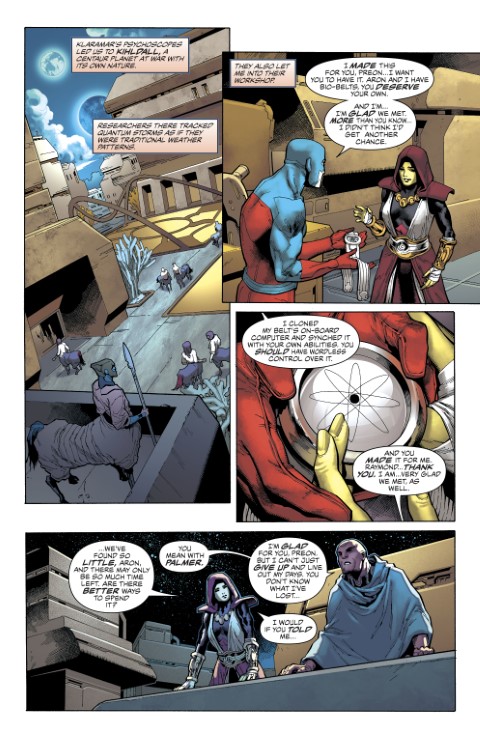 KLARAMAR'S PSYCHOSCOPES
LED US TO KIHLDALL, A
CENTAUR PLANET AT WAR WITH
ITS OWN NATURE.
RESEARCHERS THERE TRACKED
QUANTUM STORMS AS IF THEY
WERE TRADITIONAL WEATHER
PATTERNS.
THEY ALSO LET
ME INTO THEIR
WORKSHOP.
I MADE THIS
FOR YOU, PREON...I WANT
YOU TO HAVE IT. ARON AND I HAVE
BIO-BELTS. YOU DESERVE
YOUR OWN.
AND I'M...
I'M GLAD WE MET.
MORE THAN YOU KNOW...
I DIDN'T THINK I'D
GET ANOTHER
CHANCE.
I CLONED
MY BELT'S ON-BOARD
COMPUTER AND SYNCHED IT
WITH YOUR OWN ABILITIES. YOU
SHOULD HAVE WORDLESS
CONTROL OVER IT.
AND YOU
MADE IT FOR ME,
RAYMOND...THANK
YOU. I AM...VERY GLAD
WE MET, AS
WELL.
...WE'VE
FOUND SO
LITTLE, ARON,
AND THERE MAY ONLY
BE SO MUCH TIME
LEFT. ARE THERE
BETTER WAYS
TO SPEND
IT?
YOU
MEAN WITH
PALMER.
I'M GLAD
FOR YOU, PREON,
BUT I CAN'T JUST
GIVE UP AND LIVE
OUT MY DAYS. YOU
DON'T KNOW
WHAT I'VE
LOST...
I WOULD
IF YOU TOLD
ME...